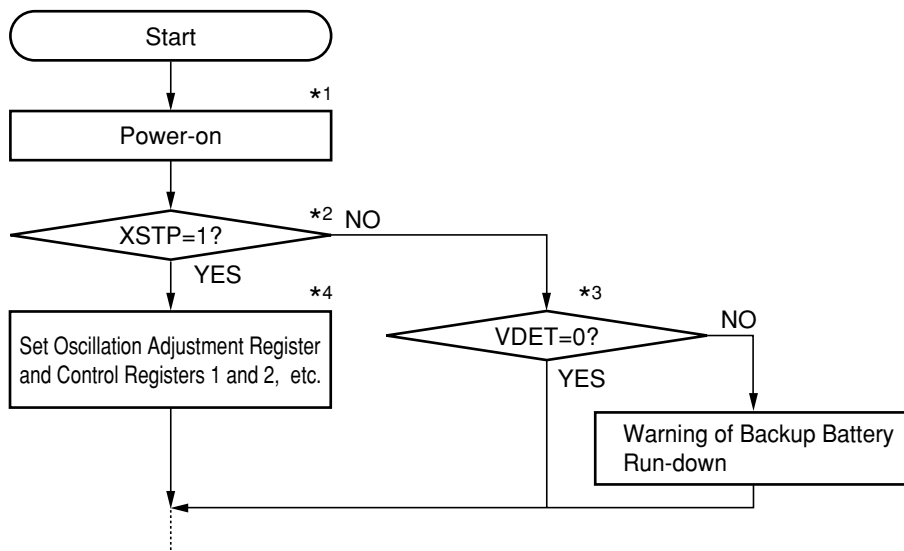 Start
*1
Power-on
*2
XSTP=1?
NO
YES
*4
Set Oscillation Adjustment Register
and Control Registers 1 and 2, etc.
*3
VDET=0?
NO
YES
Warning of Backup Battery
Run-down